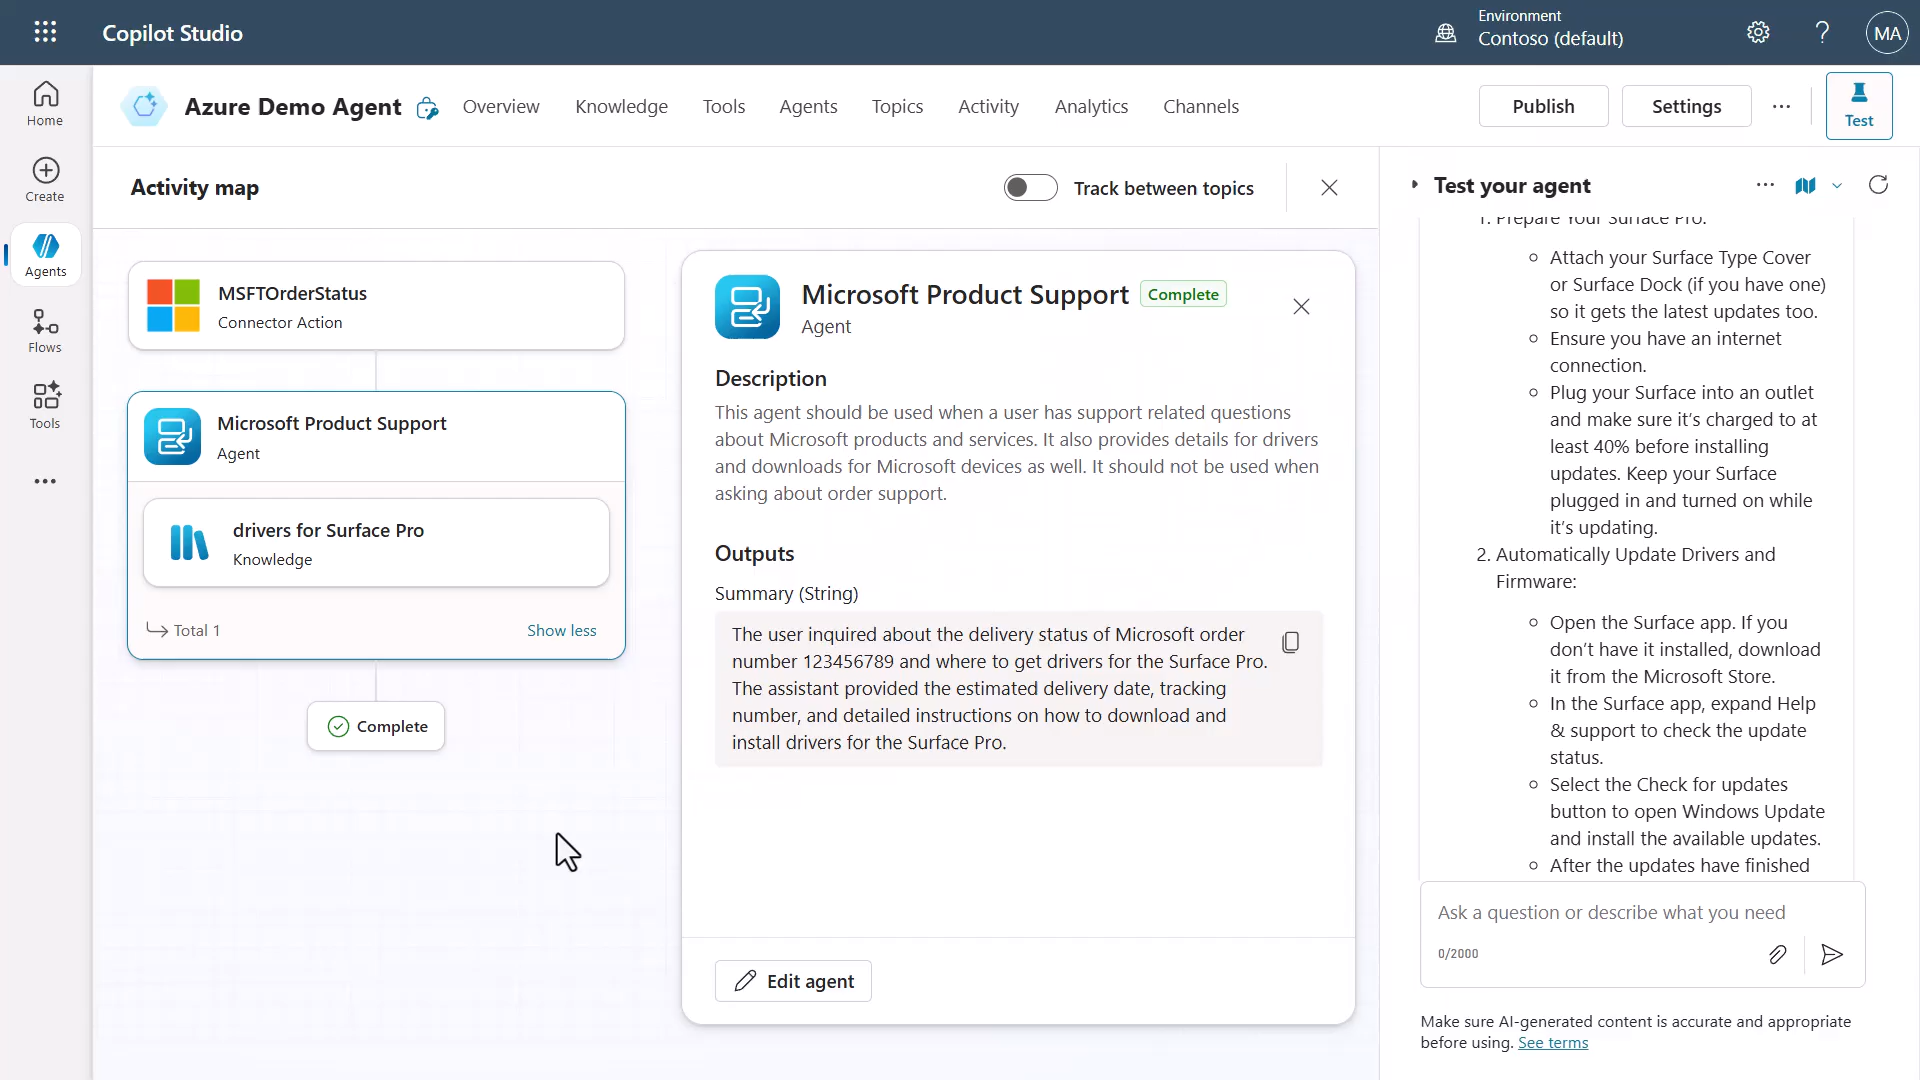 Copilot Studio
Environment
Contoso (default)
MA
Home
Create
Agents
Flows
Tools
Azure Demo Agent
Overview
Knowledge
Tools
Agents
Topics
Activity
Analytics
Channels
Publish
Settings
Test
Activity map
Track between topics
MSFTOrderStatus
Connector Action
Microsoft Product Support
Agent
drivers for Surface Pro
Knowledge
Total 1
Show less
Complete
Microsoft Product Support
Complete
Agent
Description
This agent should be used when a user has support related questions
about Microsoft products and services. It also provides details for drivers
and downloads for Microsoft devices as well. It should not be used when
asking about order support.
Outputs
Summary (String)
The user inquired about the delivery status of Microsoft order
number 123456789 and where to get drivers for the Surface Pro.
The assistant provided the estimated delivery date, tracking
number, and detailed instructions on how to download and
install drivers for the Surface Pro.
Edit agent
Test your agent
1. Prepare Your Surface Pro:
Attach your Surface Type Cover
or Surface Dock (if you have one)
so it gets the latest updates too.
Ensure you have an internet
connection.
Plug your Surface into an outlet
and make sure it’s charged to at
least 40% before installing
updates. Keep your Surface
plugged in and turned on while
it’s updating.
2. Automatically Update Drivers and
Firmware:
Open the Surface app. If you
don’t have it installed, download
it from the Microsoft Store.
In the Surface app, expand Help
& support to check the update
status.
Select the Check for updates
button to open Windows Update
and install the available updates.
After the updates have finished
Ask a question or describe what you need
0/2000
Make sure AI-generated content is accurate and appropriate
before using. See terms